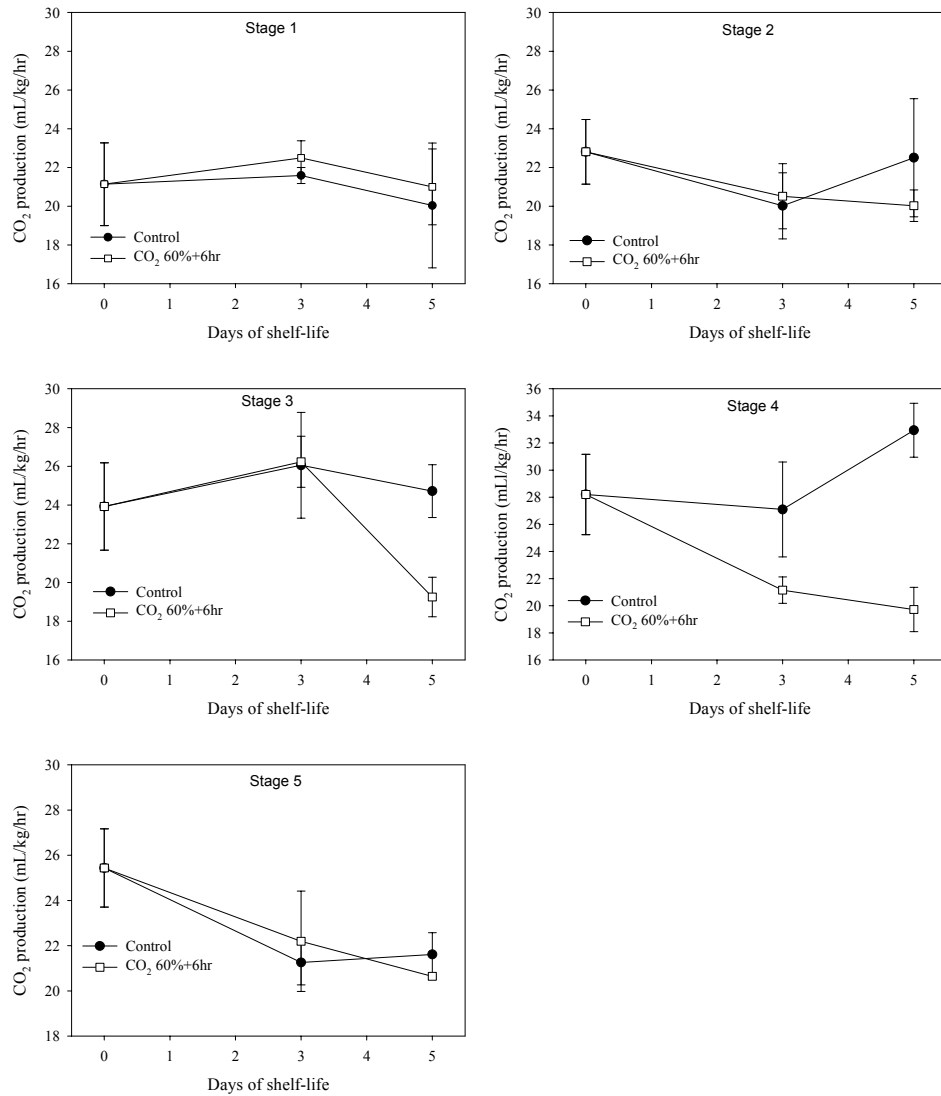 Stage 1
CO₂ production (mL/kg/hr)
30
28
26
24
22
20
18
16
Control
CO₂ 60%+6hr
0 1 2 3 4 5
Days of shelf-life
Stage 2
CO₂ production (mL/kg/hr)
30
28
26
24
22
20
18
16
Control
CO₂ 60%+6hr
0 1 2 3 4 5
Days of shelf-life
Stage 3
CO₂ production (mL/kg/hr)
30
28
26
24
22
20
18
16
Control
CO₂ 60%+6hr
0 1 2 3 4 5
Days of shelf-life
Stage 4
CO₂ production (mLl/kg/hr)
36
34
32
30
28
26
24
22
20
18
16
Control
CO₂ 60%+6hr
0 1 2 3 4 5
Days of shelf-life
Stage 5
CO₂ production (mL/kg/hr)
30
28
26
24
22
20
18
Control
CO₂ 60%+6hr
0 1 2 3 4 5
Days of shelf-life